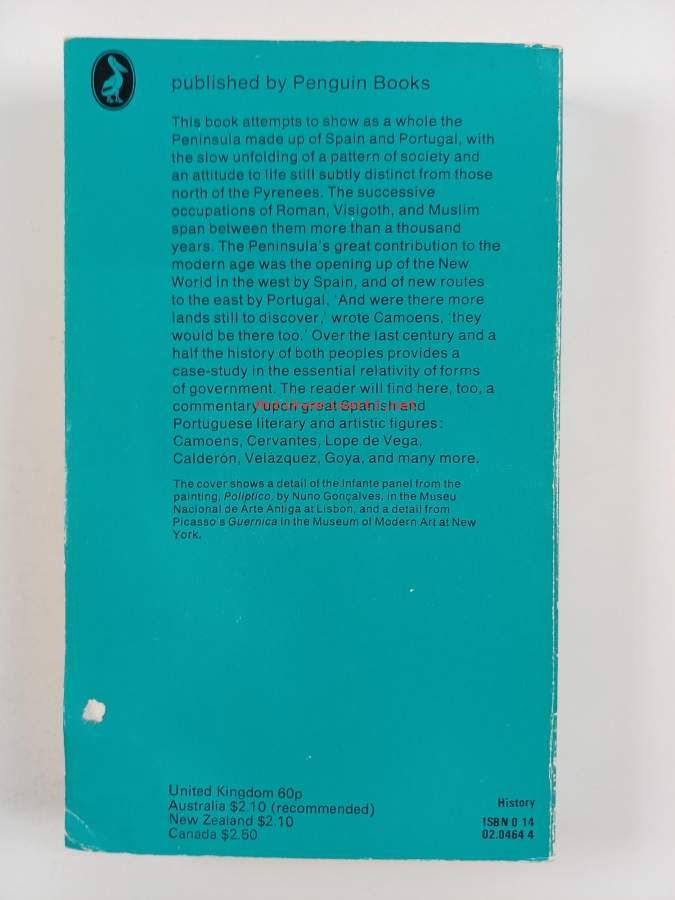 published by Penguin Books
This book attempts to show as a whole the
Peninsula made up of Spain and Portugal, with
the slow unfolding of a pattern of society and
an attitude to life still subtly distinct from those
north of the Pyrenees. The successive
occupations of Roman, Visigoth, and Muslim
span between them more than a thousand
years. The Peninsula's great contribution to the
modern age was the opening up of the New
World in the west by Spain, and of new routes
to the east by Portugal. 'And were there more
lands still to discover,' wrote Camoens, 'they
would be there too.' Over the last century and a
half the history of both peoples provides a
case-study in the essential relativity of forms
of government. The reader will find here, too, a
commentary upon great Spanish and
Portuguese literary and artistic figures:
Camoens, Cervantes, Lope de Vega,
Calderón, Velázquez, Goya, and many more.
The cover shows a detail of the Infante panel from the
painting, Poliptico, by Nuno Gonçalves, in the Museu
Nacional de Arte Antiga at Lisbon, and a detail from
Picasso's Guernica in the Museum of Modern Art at New
York.
United Kingdom 60p
Australia $2.10 (recommended)
New Zealand $2.10
Canada $2.50
History
ISBN 0 14
02.0464 4